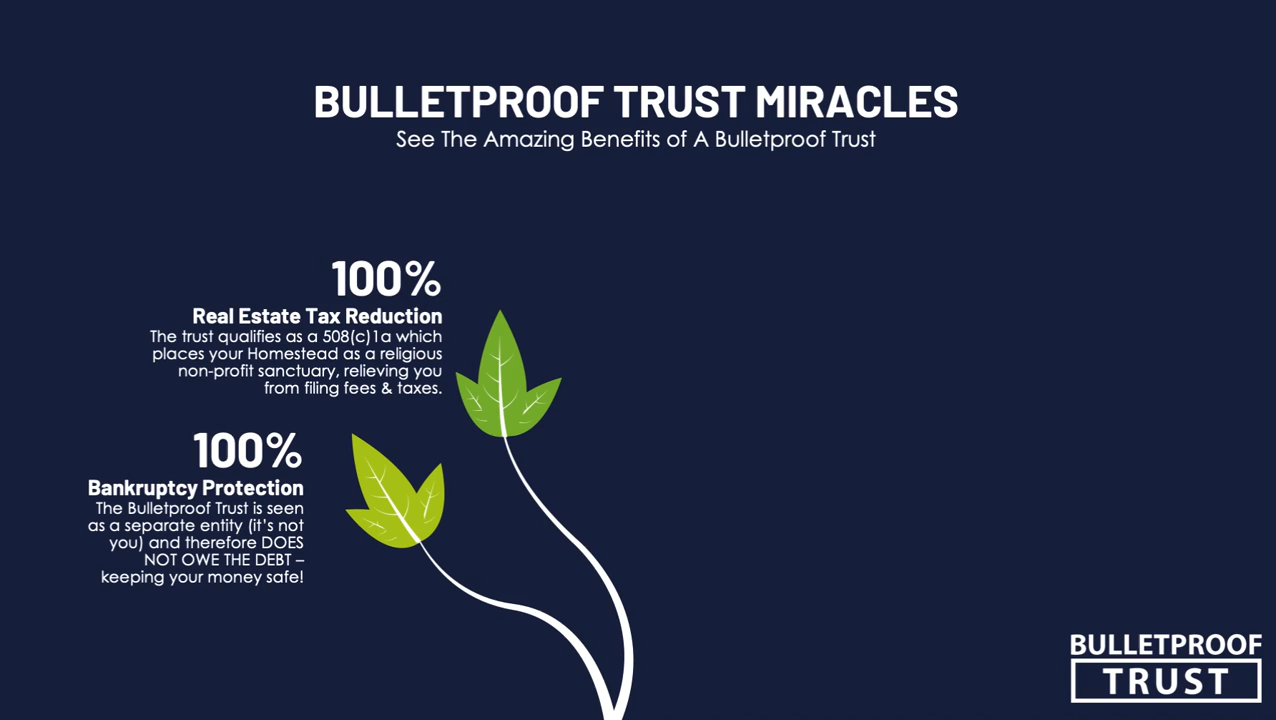 BULLETPROOF TRUST MIRACLES
See The Amazing Benefits of A Bulletproof Trust
100%
Real Estate Tax Reduction
The trust qualifies as a 508(c)1a which
places your Homestead as a religious
non-profit sanctuary, relieving you
from filing fees & taxes.
100%
Bankruptcy Protection
The Bulletproof Trust is seen
as a separate entity (it’s not
you) and therefore DOES
NOT OWE THE DEBT –
keeping your money safe!
BULLETPROOF
TRUST